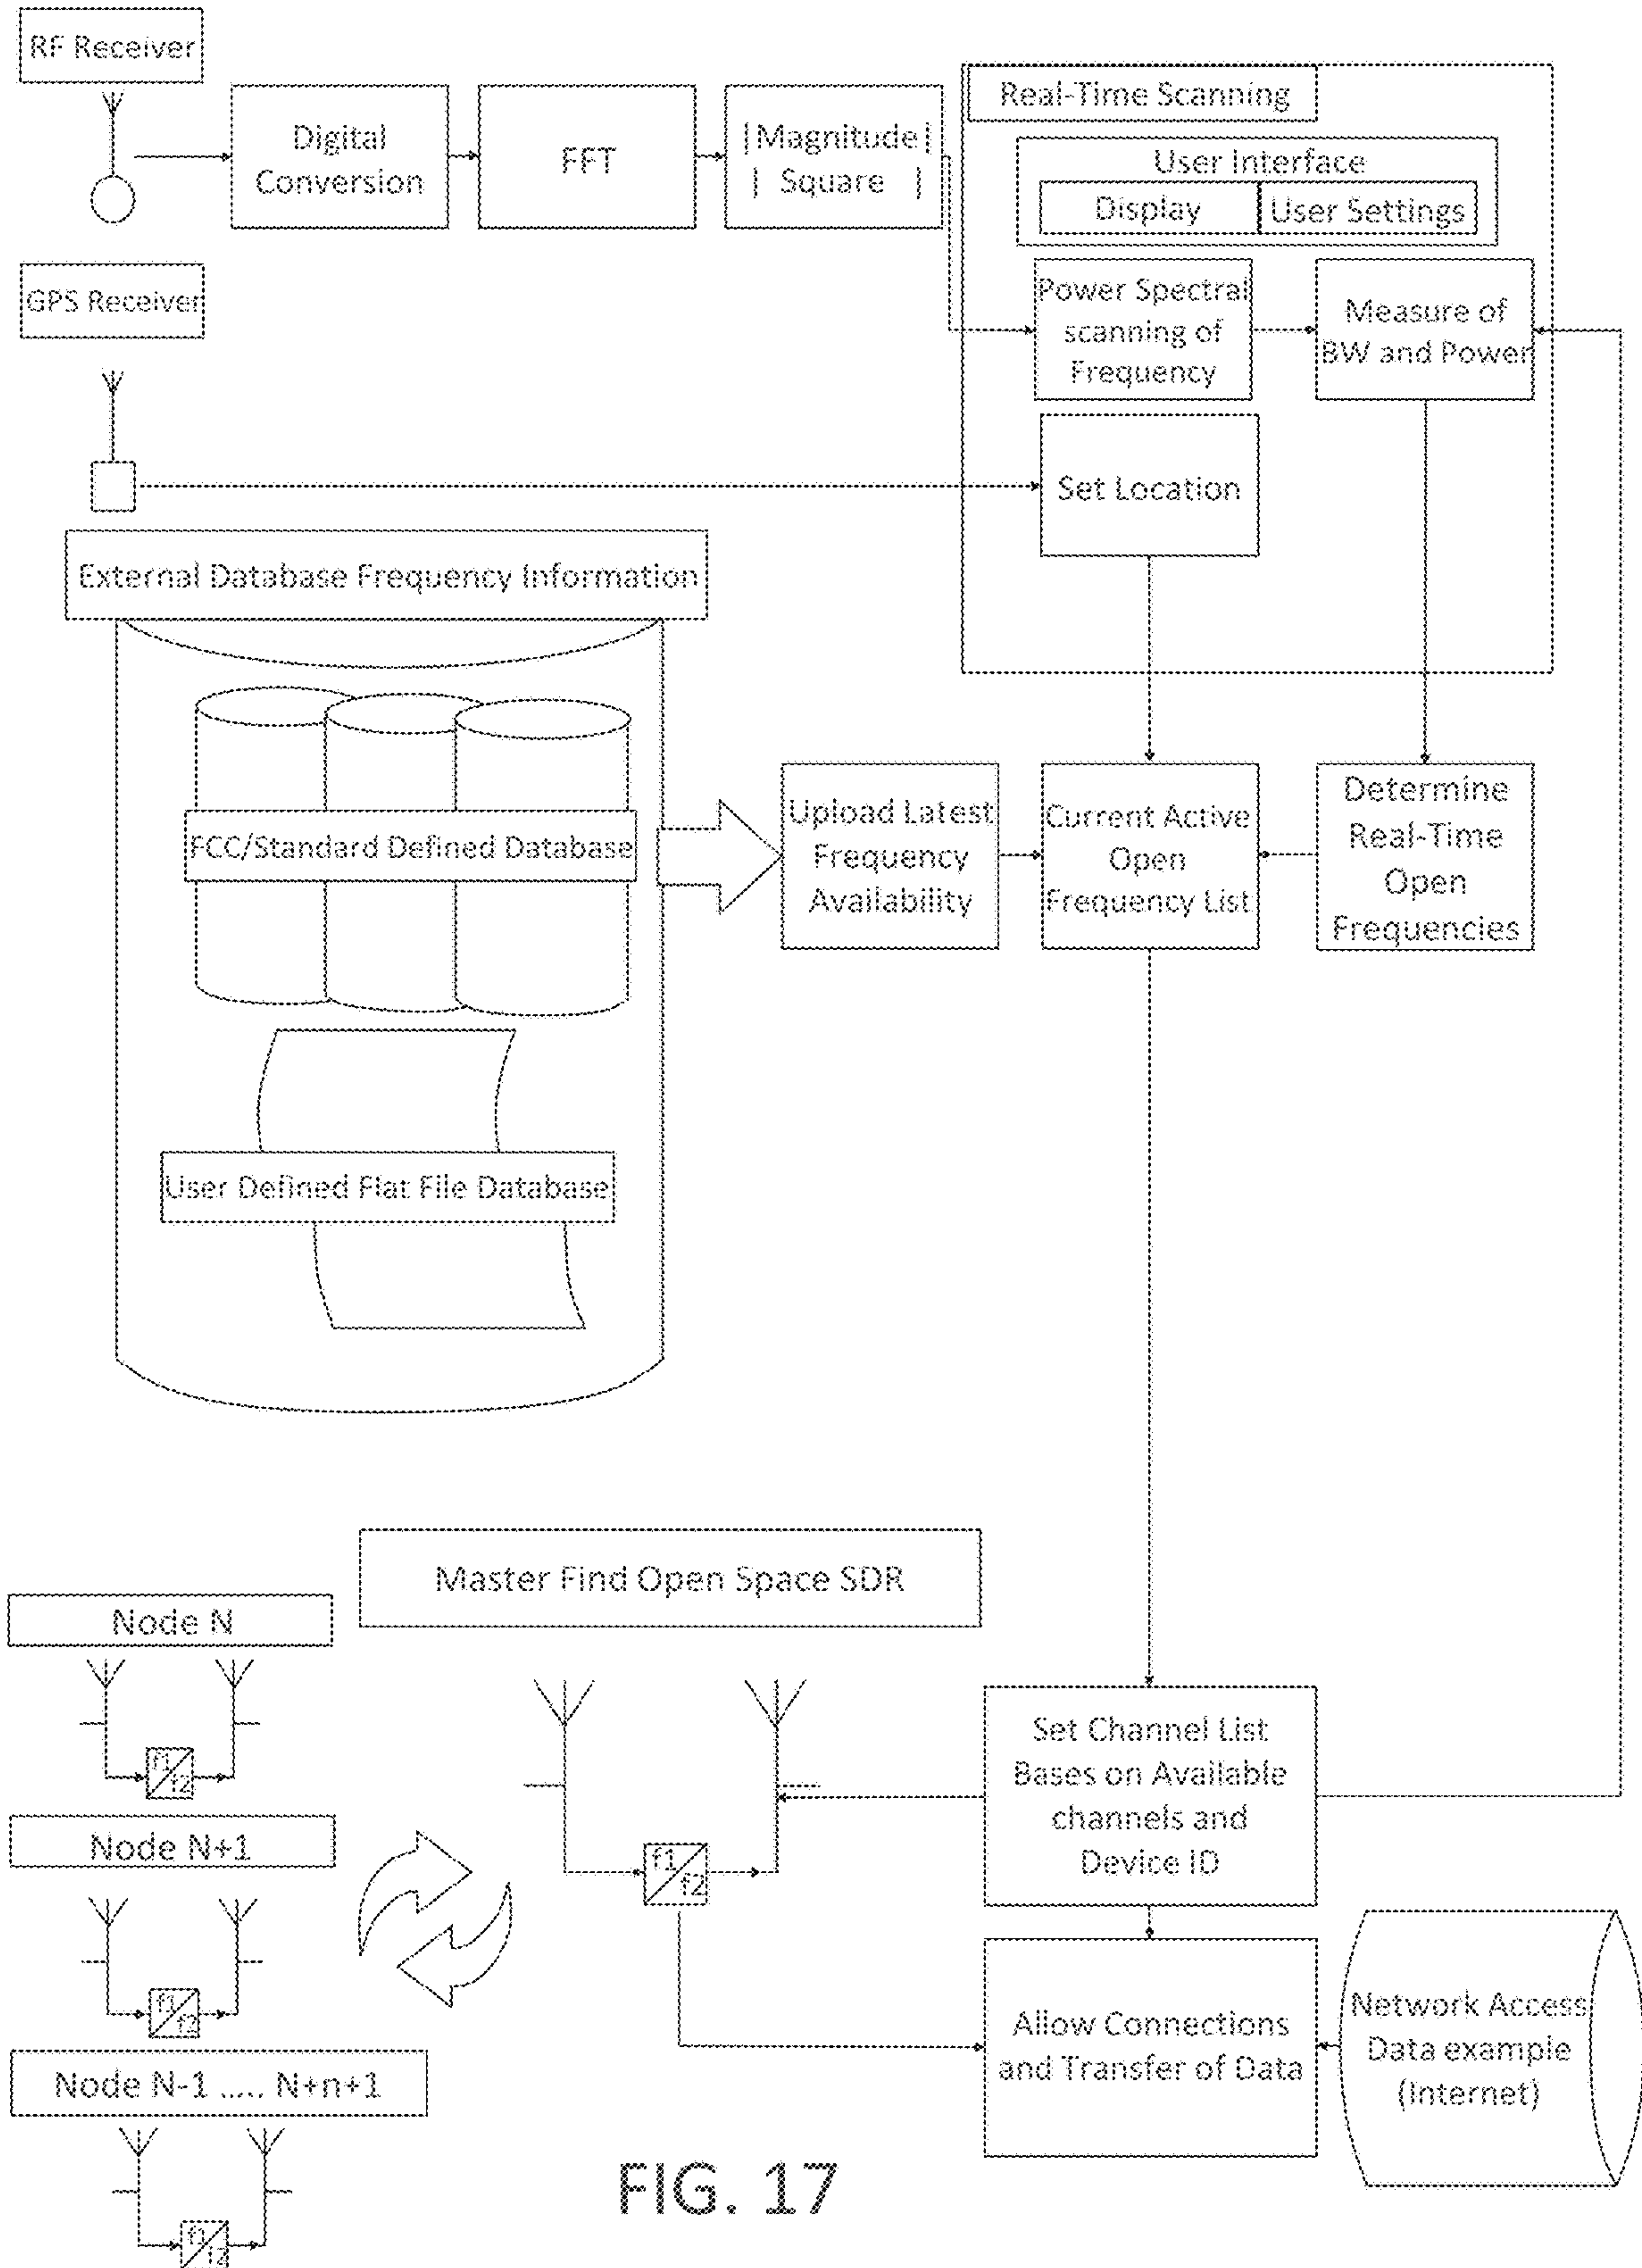 RF Receiver
Digital
Conversion
FFT
|Magnitude|
| Square |
Real-Time Scanning
User Interface
Display
User Settings
GPS Receiver
Power Spectral
scanning of
Frequency
Measure of
BW and Power
Set Location
External Database Frequency Information
FCC/Standard Defined Database
Upload Latest
Frequency
Availability
Current Active
Open
Frequency List
Determine
Real-Time
Open
Frequencies
User Defined Flat File Database
Master Find Open Space SDR
Node N
f1
f2
Node N+1
f1
f2
Node N-1 ..... N+n+1
f1
f2
f1
f2
Set Channel List
Bases on Available
channels and
Device ID
Allow Connections
and Transfer of Data
Network Access
Data example
(Internet)
FIG. 17